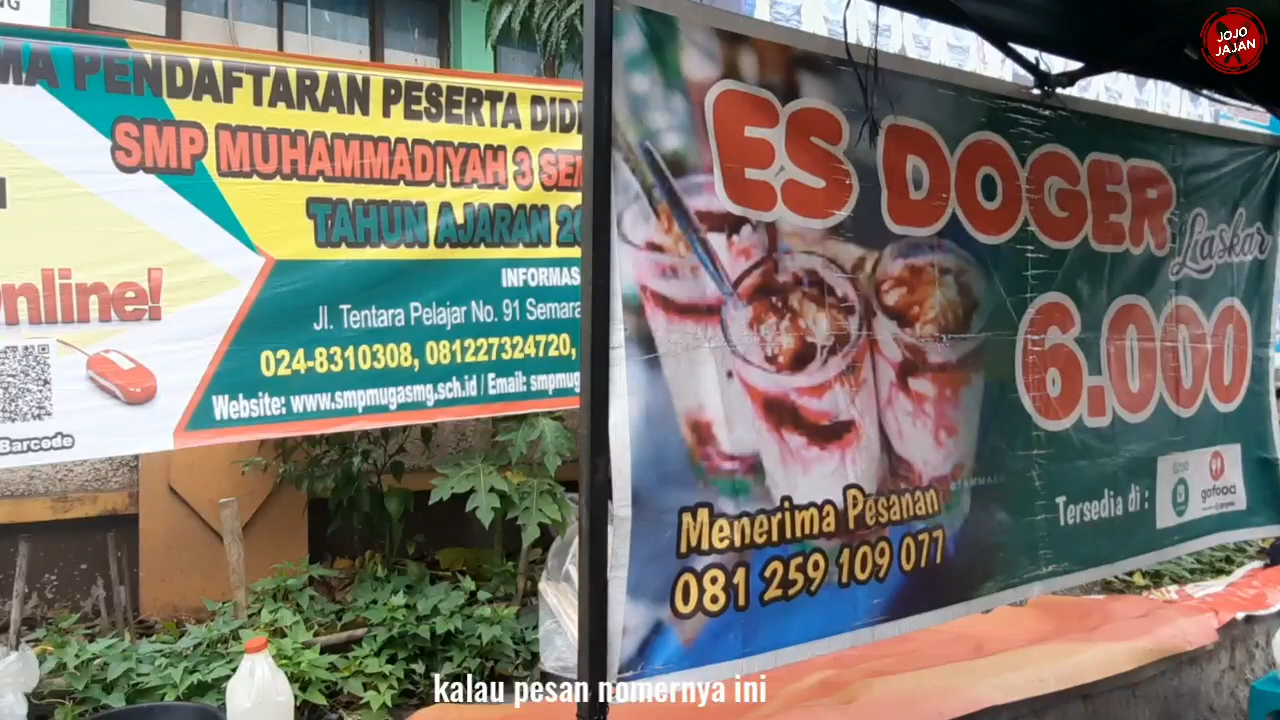 NG
MA PENDAFTARAN PESERTA DIDI
SMP MUHAMMADIYAH 3 SEM
TAHUN AJARAN 20
nline!
INFORMAS
Jl. Tentara Pelajar No. 91 Semara
024-8310308, 081227324720,
Website: www.smpmugasmg.sch.id / Email: smpmug
Barcode
ES DOGER
Laskar
6.000
Menerima Pesanan
081 259 109 077
Tersedia di :
gofood
JOJO
JAJAN
kalau pesan nomernya ini